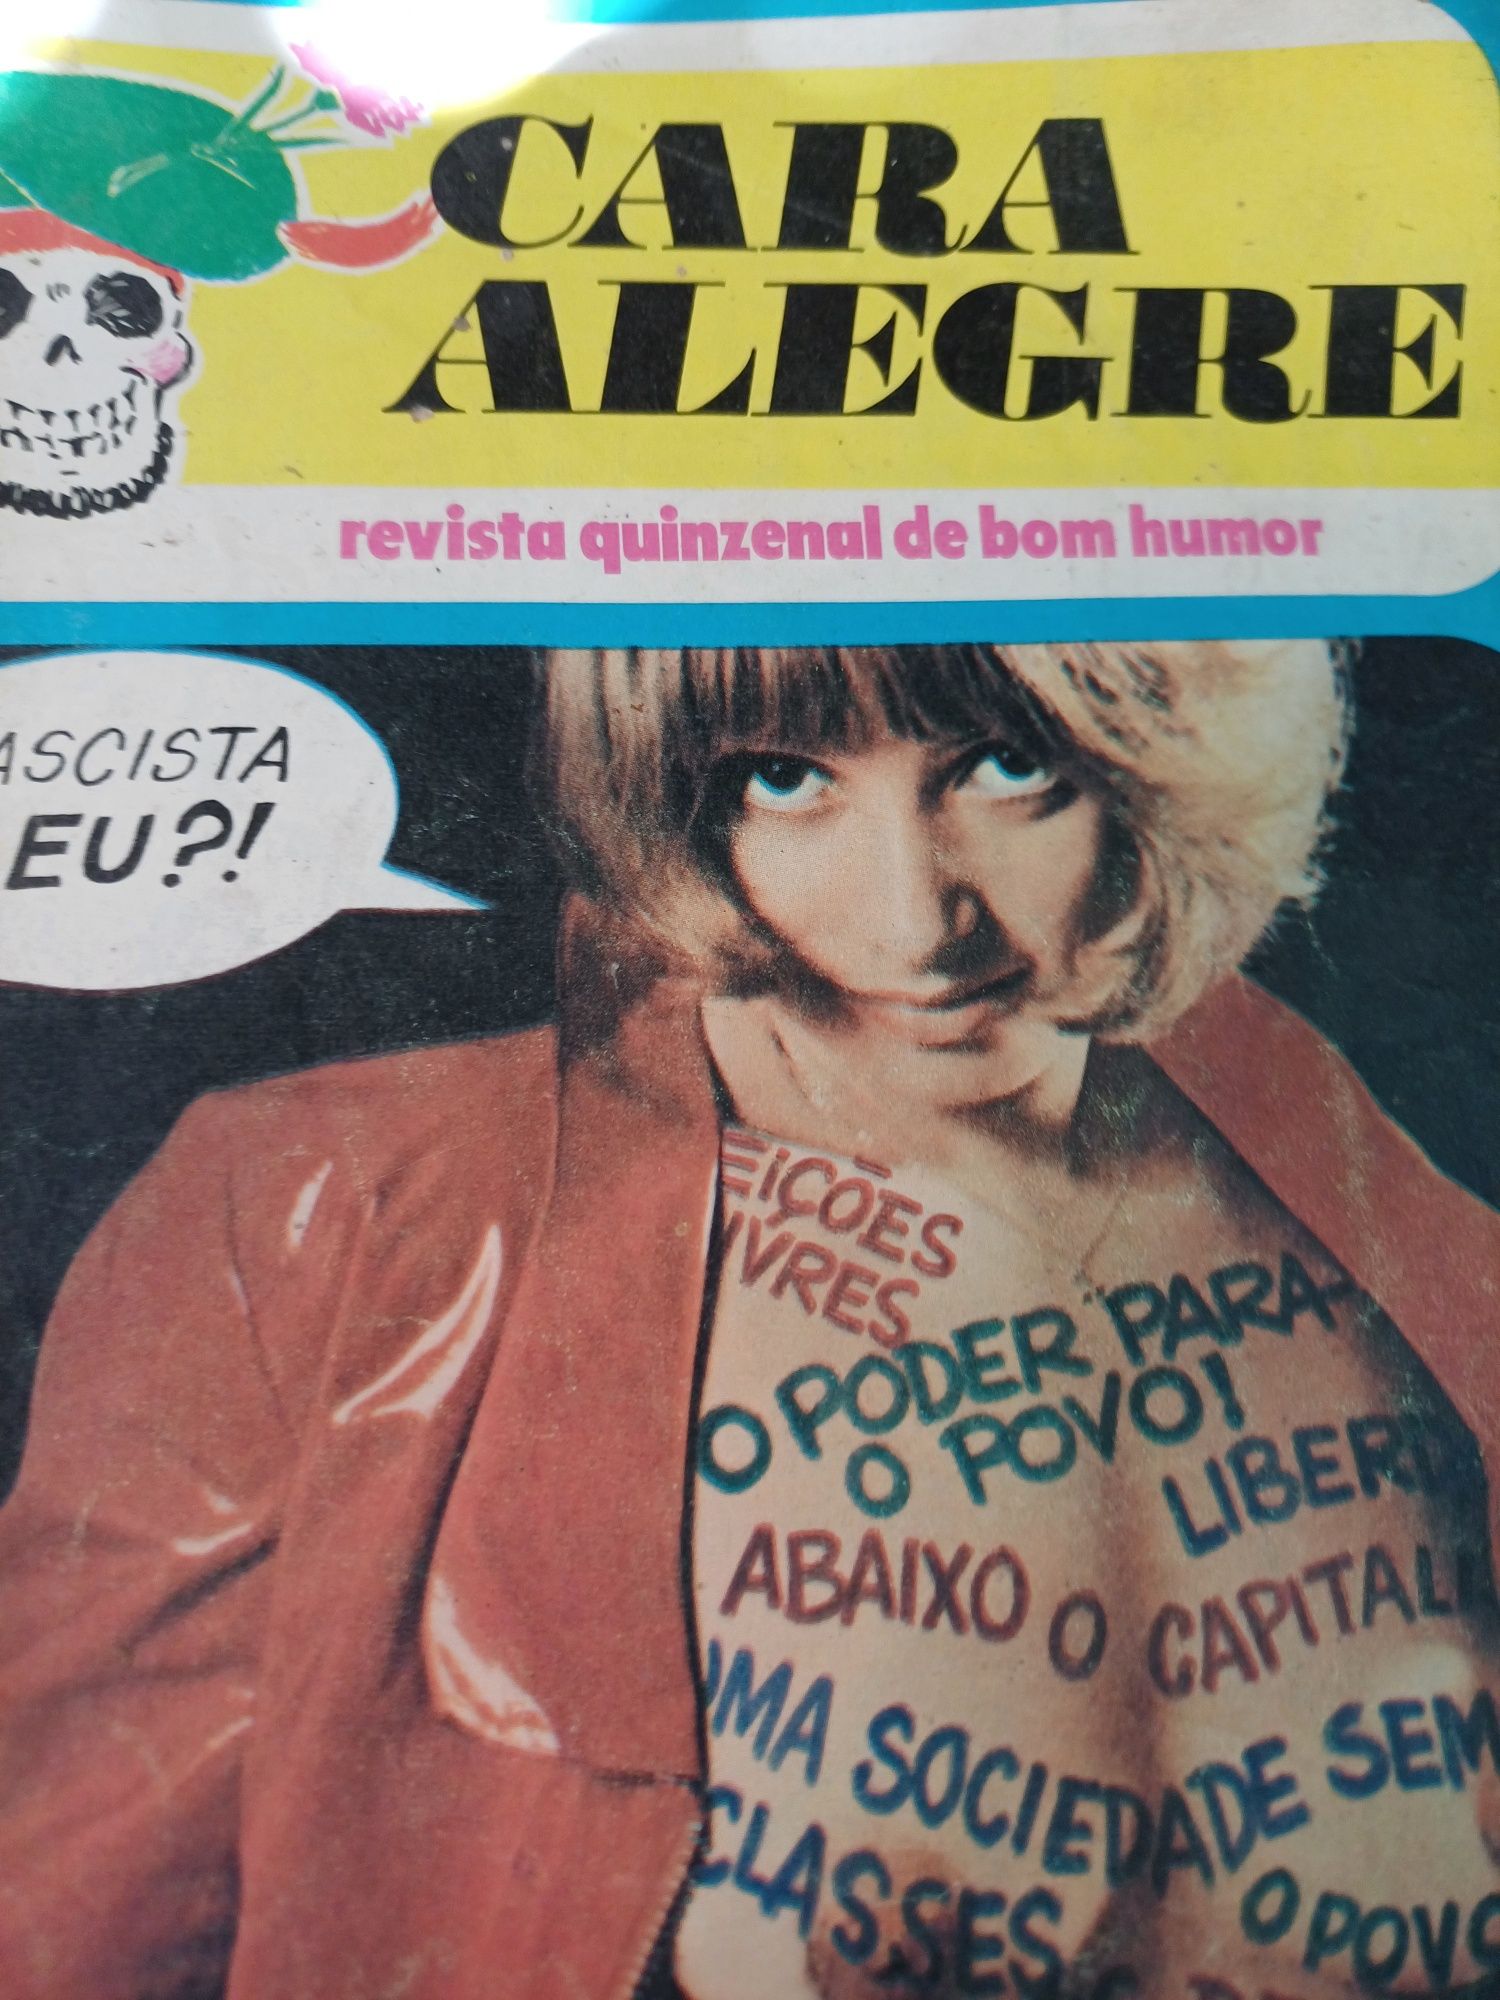 CARA
ALEGRE
revista quinzenal de bom humor
ASCISTA
EU?!
EIÇÕES
IVRES
O PODER PARA
O POVO!
LIBER
ABAIXO O CAPITAL
UMA SOCIEDADE SEM
CLASSES
O POVO